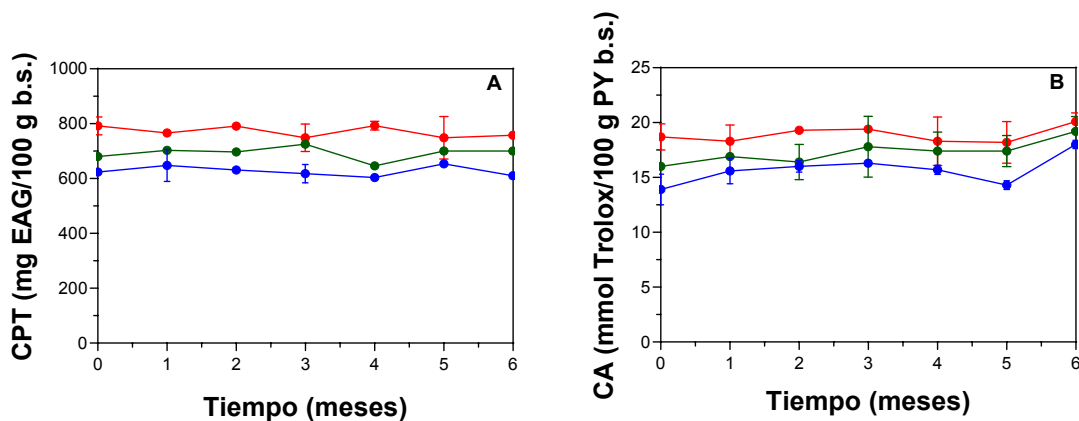 A
CPT (mg EAG/100 g b.s.)
1000
800
600
400
200
0
0 1 2 3 4 5 6
Tiempo (meses)
B
CA (mmol Trolox/100 g PY b.s.)
25
20
15
10
5
0
0 1 2 3 4 5 6
Tiempo (meses)